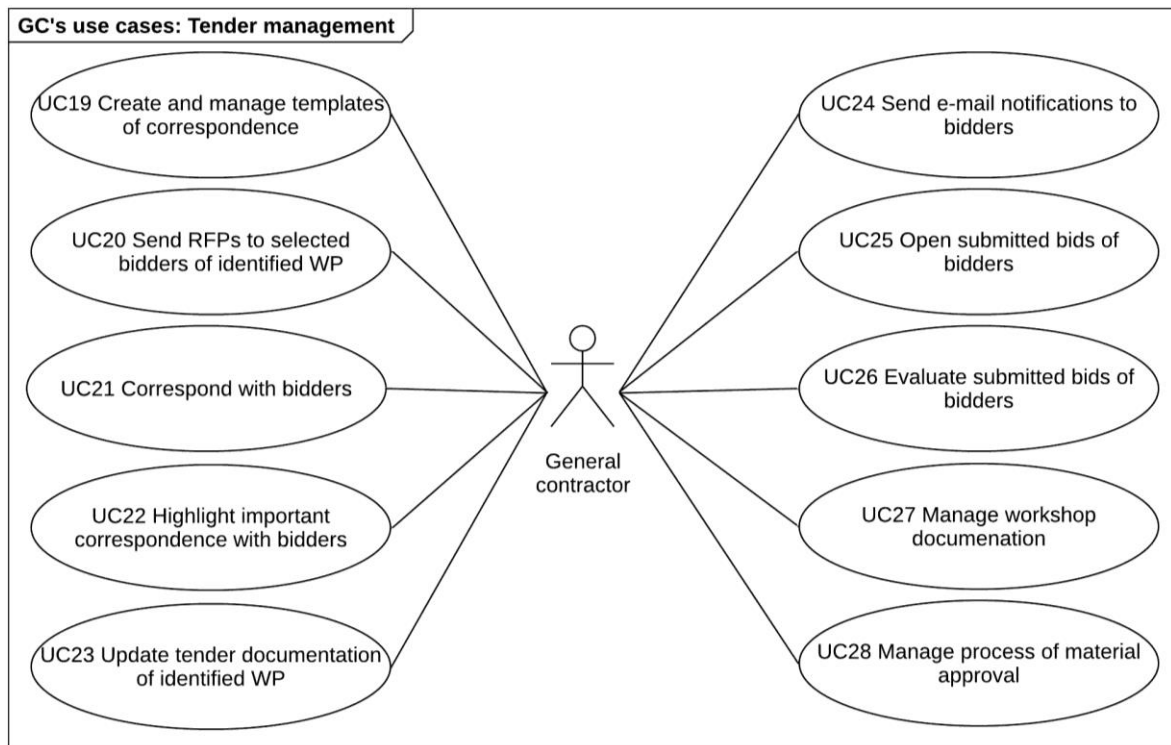 GC's use cases: Tender management
UC19 Create and manage templates
of correspondence
UC20 Send RFPs to selected
bidders of identified WP
UC21 Correspond with bidders
UC22 Highlight important
correspondence with bidders
UC23 Update tender documentation
of identified WP
General
contractor
UC24 Send e-mail notifications to
bidders
UC25 Open submitted bids of
bidders
UC26 Evaluate submitted bids of
bidders
UC27 Manage workshop
documenation
UC28 Manage process of material
approval